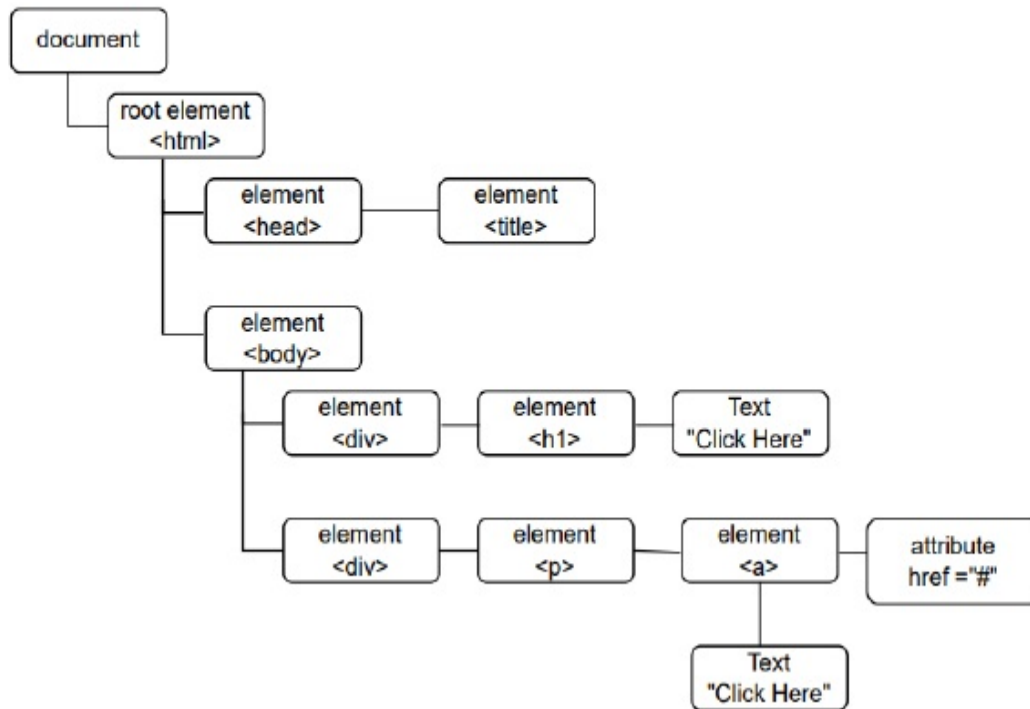 document
root element
<html>
element
<head>
element
<title>
element
<body>
element
<div>
element
<h1>
Text
"Click Here"
element
<div>
element
<p>
element
<a>
attribute
href ="#"
Text
"Click Here"